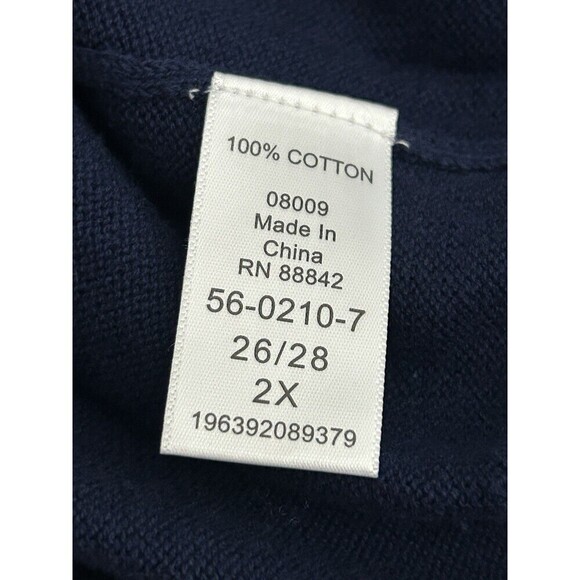 100% COTTON
08009
Made In
China
RN 88842
56-0210-7
26/28
2X
196392089379